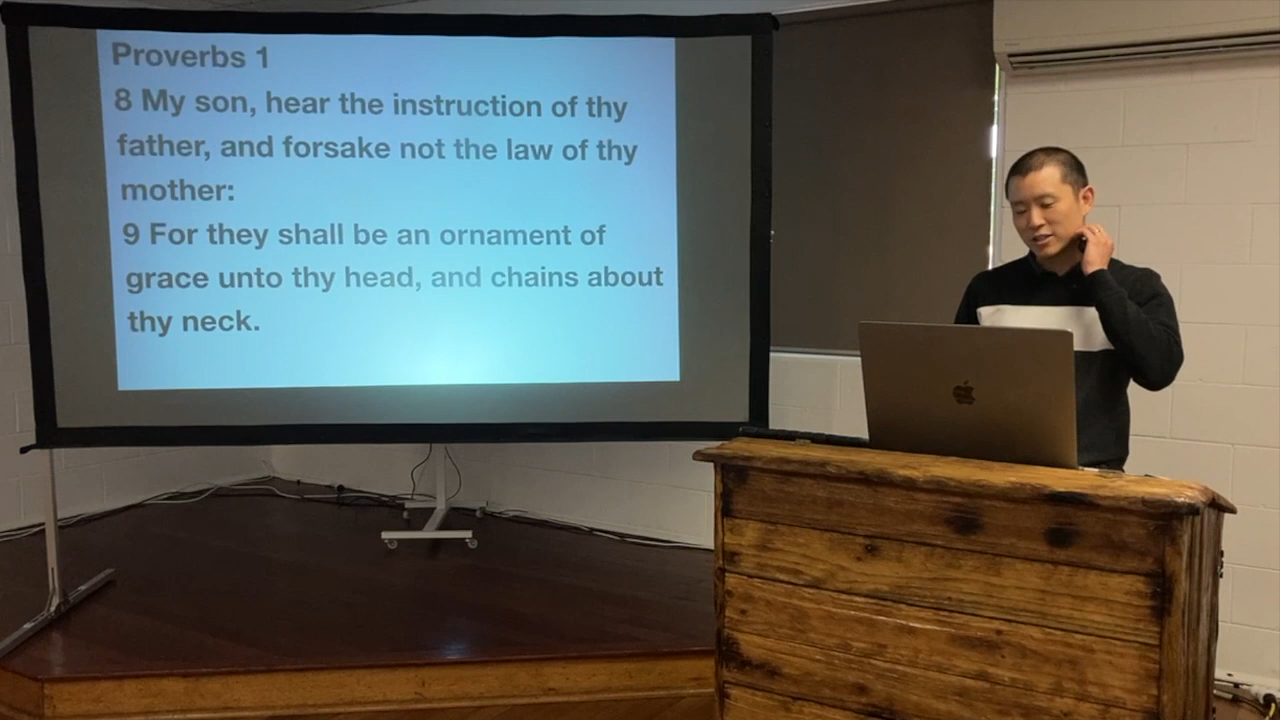 Proverbs 1
8 My son, hear the instruction of thy
father, and forsake not the law of thy
mother:
9 For they shall be an ornament of
grace unto thy head, and chains about
thy neck.